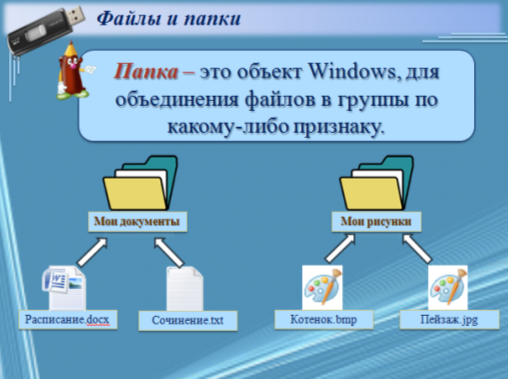 Файлы и папки
Папка – это объект Windows, для
объединения файлов в группы по
какому-либо признаку.
Мои документы
Мои рисунки
Расписание.docx
Сочинение.txt
Котенок.bmp
Пейзаж.jpg